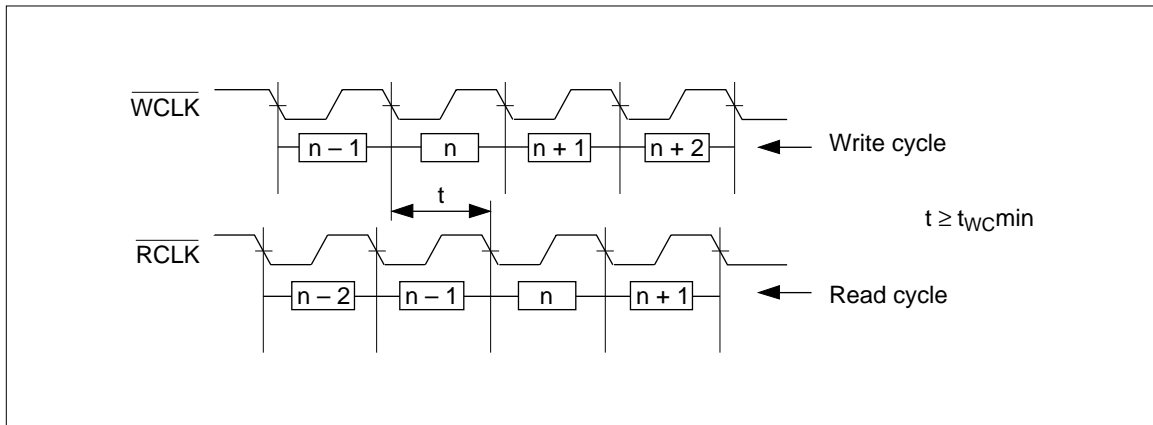 WCLK
n – 1 n n + 1 n + 2
Write cycle
t
t ≥ tWCmin
RCLK
n – 2 n – 1 n n + 1
Read cycle